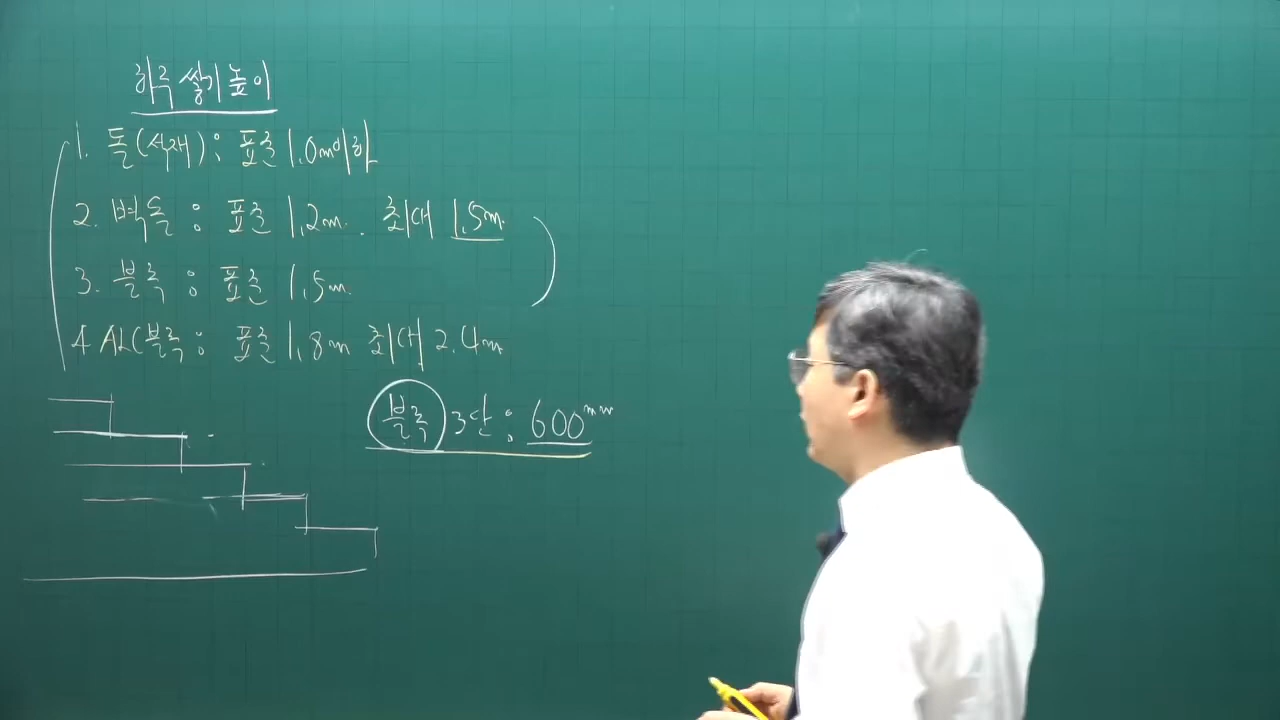 하루 쌓기 높이
1. 돌(석재) : 표준 1.0m이하
2. 벽돌 : 표준 1.2m. 최대 1.5m.
3. 블록 : 표준 1.5m.
4 ALC블록 : 표준 1.8m 최대 2.4m
블록 3단 : 600mm